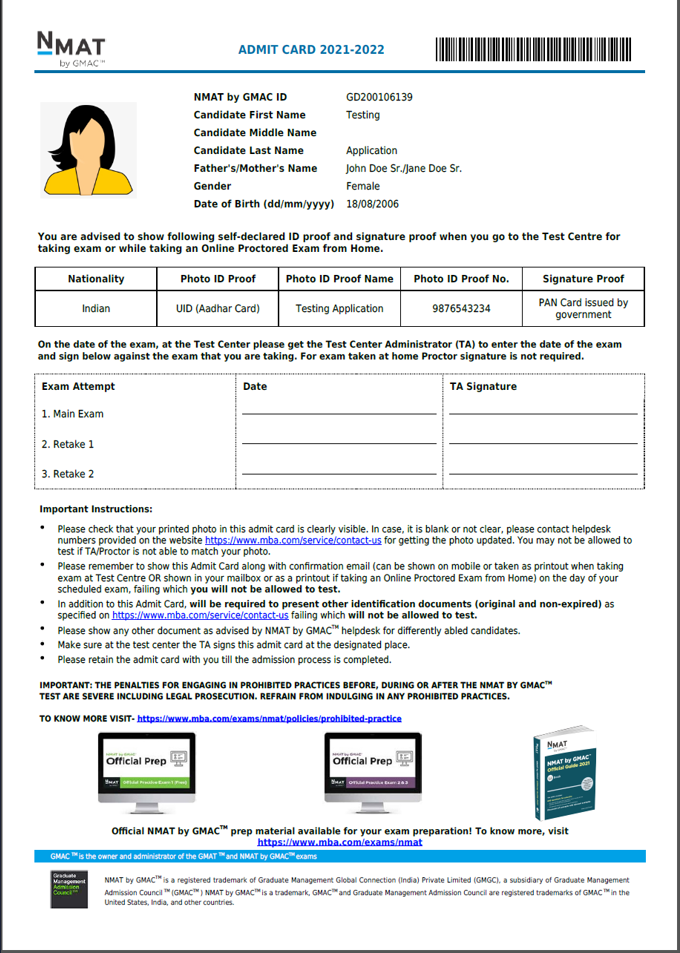 NMAT
by GMAC™
ADMIT CARD 2021-2022
NMAT by GMAC ID GD200106139
Candidate First Name Testing
Candidate Middle Name
Candidate Last Name Application
Father's/Mother's Name John Doe Sr./Jane Doe Sr.
Gender Female
Date of Birth (dd/mm/yyyy) 18/08/2006
You are advised to show following self-declared ID proof and signature proof when you go to the Test Centre for
taking exam or while taking an Online Proctored Exam from Home.
Nationality Photo ID Proof Photo ID Proof Name Photo ID Proof No. Signature Proof
Indian UID (Aadhar Card) Testing Application 9876543234 PAN Card issued by
government
On the date of the exam, at the Test Center please get the Test Center Administrator (TA) to enter the date of the exam
and sign below against the exam that you are taking. For exam taken at home Proctor signature is not required.
Exam Attempt Date TA Signature
1. Main Exam
2. Retake 1
3. Retake 2
Important Instructions:
• Please check that your printed photo in this admit card is clearly visible. In case, it is blank or not clear, please contact helpdesk
numbers provided on the website https://www.mba.com/service/contact-us for getting the photo updated. You may not be allowed to
test if TA/Proctor is not able to match your photo.
• Please remember to show this Admit Card along with confirmation email (can be shown on mobile or taken as printout when taking
exam at Test Centre OR shown in your mailbox or as a printout if taking an Online Proctored Exam from Home) on the day of your
scheduled exam, failing which you will not be allowed to test.
• In addition to this Admit Card, will be required to present other identification documents (original and non-expired) as
specified on https://www.mba.com/service/contact-us failing which will not be allowed to test.
• Please show any other document as advised by NMAT by GMAC™ helpdesk for differently abled candidates.
• Make sure at the test center the TA signs this admit card at the designated place.
• Please retain the admit card with you till the admission process is completed.
IMPORTANT: THE PENALTIES FOR ENGAGING IN PROHIBITED PRACTICES BEFORE, DURING OR AFTER THE NMAT BY GMAC™
TEST ARE SEVERE INCLUDING LEGAL PROSECUTION. REFRAIN FROM INDULGING IN ANY PROHIBITED PRACTICES.
TO KNOW MORE VISIT- https://www.mba.com/exams/nmat/policies/prohibited-practice
NMAT BY GMAC™
Official Prep
Official Practice Exam 1 (Free)
NMAT BY GMAC™
Official Prep
Official Practice Exam 2 & 3
NMAT
NMAT by GMAC™
Official Guide 2021
Official NMAT by GMAC™ prep material available for your exam preparation! To know more, visit
https://www.mba.com/exams/nmat
GMAC ™ is the owner and administrator of the GMAT ™ and NMAT by GMAC™ exams
Graduate
Management
Admission
Council™
NMAT by GMAC™ is a registered trademark of Graduate Management Global Connection (India) Private Limited (GMGC), a subsidiary of Graduate Management
Admission Council ™ (GMAC™) NMAT by GMAC™ is a trademark, GMAC™ and Graduate Management Admission Council are registered trademarks of GMAC™ in the
United States, India, and other countries.